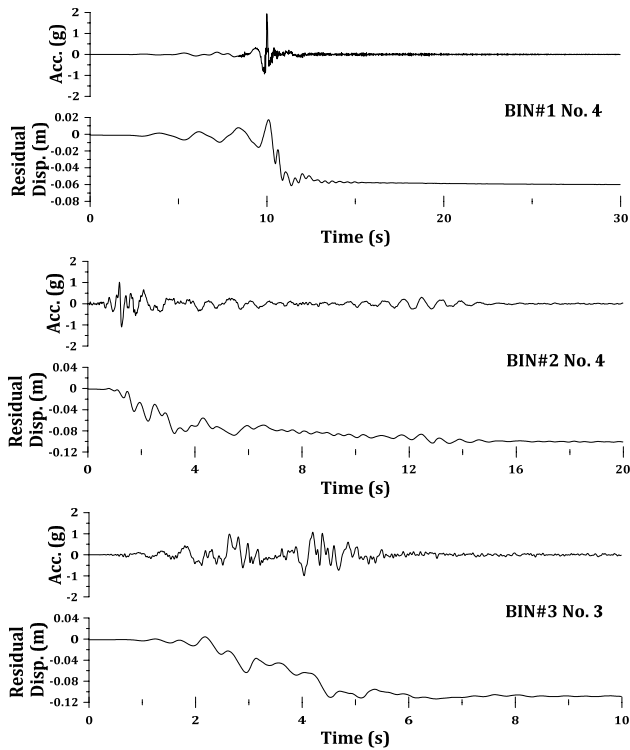 2
1
0
-1
-2
Acc. (g)
BIN#1 No. 4
0.02
0
-0.02
-0.04
-0.06
-0.08
Residual
Disp. (m)
0 10 20 30
Time (s)
2
1
0
-1
-2
Acc. (g)
BIN#2 No. 4
0.04
0
-0.04
-0.08
-0.12
Residual
Disp. (m)
0 4 8 12 16 20
Time (s)
2
1
0
-1
-2
Acc. (g)
BIN#3 No. 3
0.04
0
-0.04
-0.08
-0.12
Residual
Disp. (m)
0 2 4 6 8 10
Time (s)